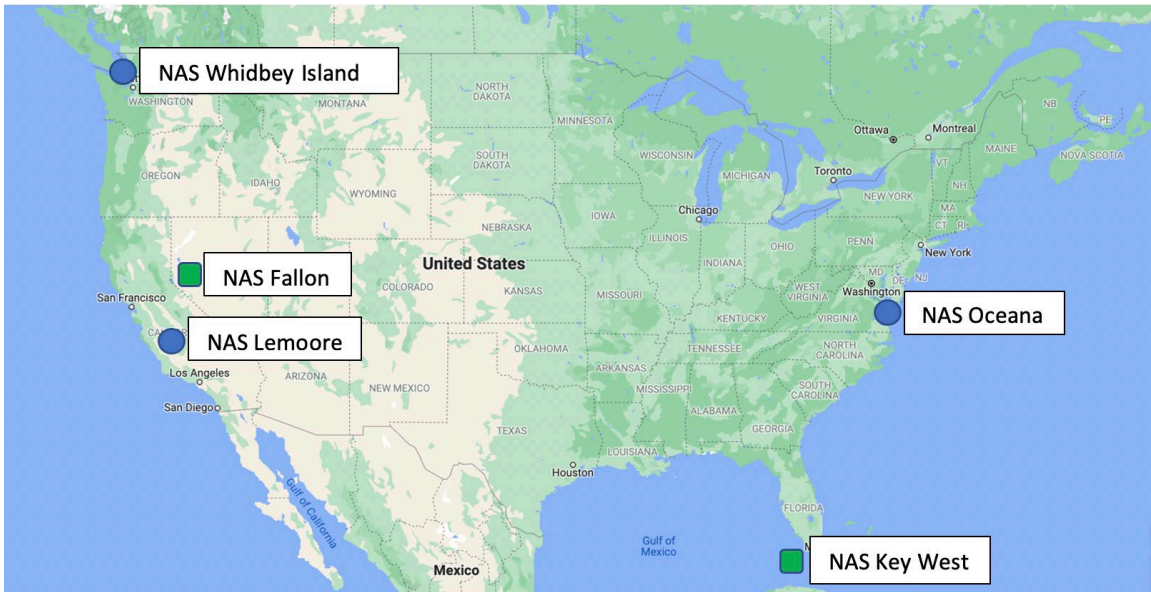 NAS Whidbey Island
WASHINGTON
MONTANA
NORTH
DAKOTA
MINNESOTA
Ottawa
Montreal
NB
PE
MAINE
NOVA SCOTIA
OREGON
IDAHO
SOUTH
DAKOTA
WISCONSIN
MICHIGAN
Toronto
VT
NH
NEW YORK
MA
CT
RI
WYOMING
IOWA
Chicago
NEBRASKA
ILLINOIS
INDIANA
OHIO
PENN
New York
NAS Fallon
United States
COLORADO
KANSAS
MISSOURI
WEST
VIRGINIA
MD
DE
NJ
Washington
San Francisco
NAS Lemoore
KENTUCKY
VIRGINIA
NAS Oceana
Los Angeles
ARIZONA
NEW MEXICO
OKLAHOMA
ARKANSAS
TENNESSEE
NORTH
CAROLINA
San Diego
MISSISSIPPI
ALABAMA
SOUTH
CAROLINA
GEORGIA
TEXAS
LOUISIANA
Houston
Gulf of
California
FLORIDA
Gulf of
Mexico
Mexico
NAS Key West